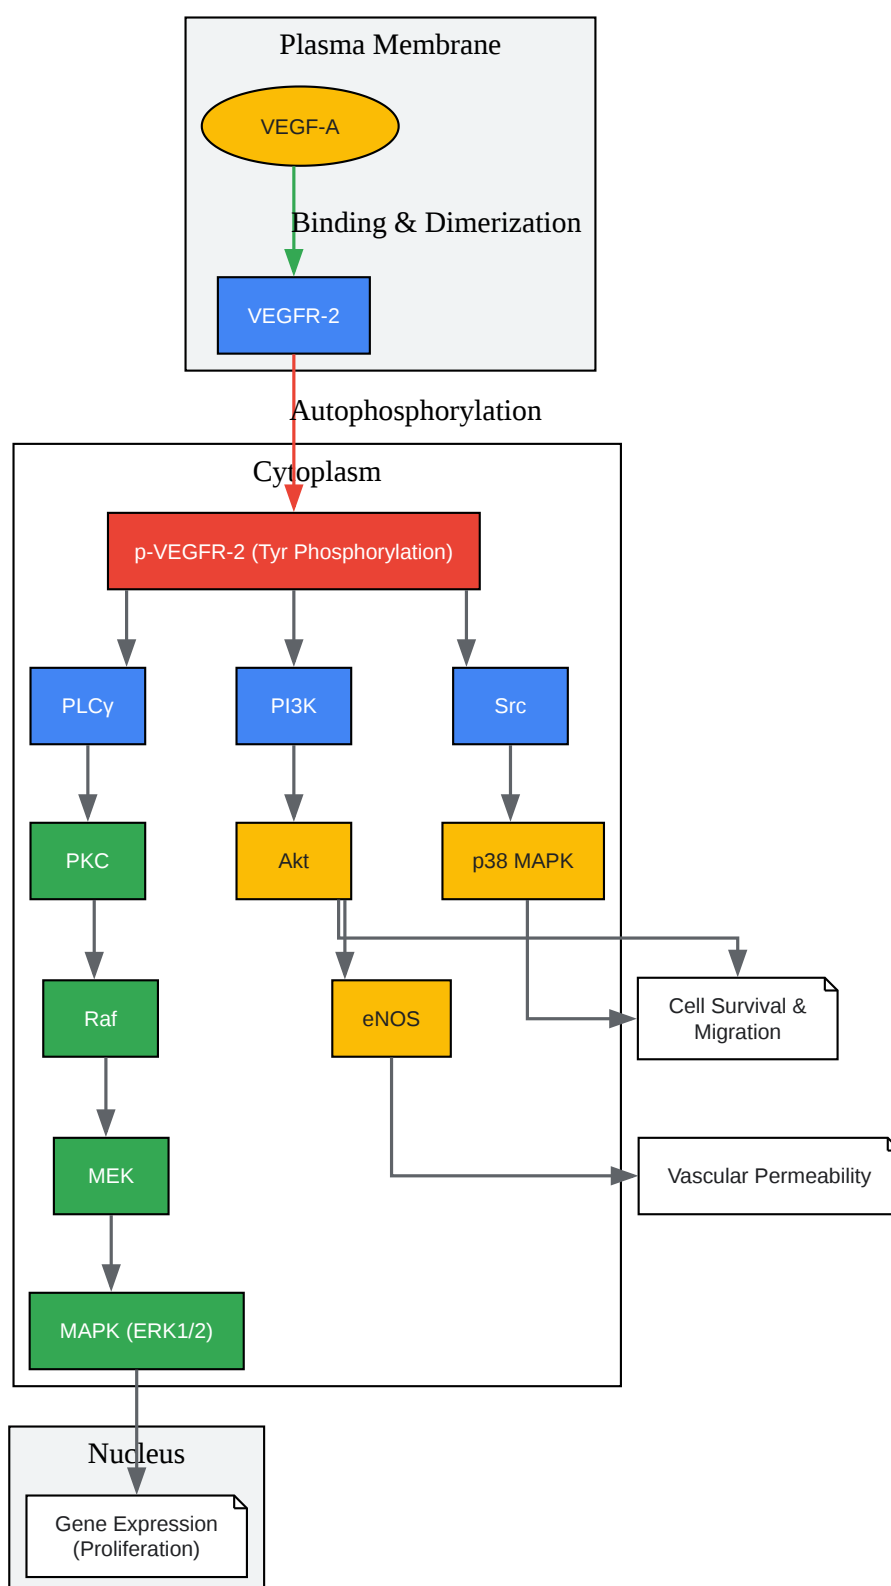 Plasma Membrane
VEGF-A
Binding & Dimerization
VEGFR-2
Autophosphorylation
Cytoplasm
p-VEGFR-2 (Tyr Phosphorylation)
PLCγ
PI3K
Src
PKC
Akt
p38 MAPK
Raf
eNOS
Cell Survival &
Migration
MEK
Vascular Permeability
MAPK (ERK1/2)
Nucleus
Gene Expression
(Proliferation)